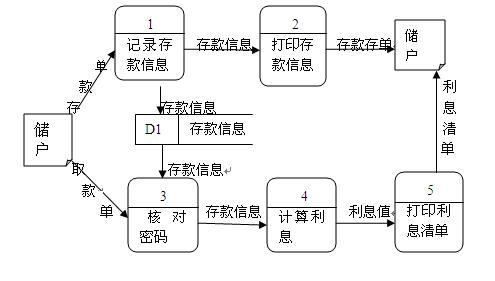 1
记录存
款信息
存款信息
2
打印存
款信息
存款存单
储
户
存款单
存款信息
D1 存款信息
储
户
存款信息
取款单
3
核 对
密码
存款信息
4
计算利
息
利息值
5
打印利
息清单
利息清单